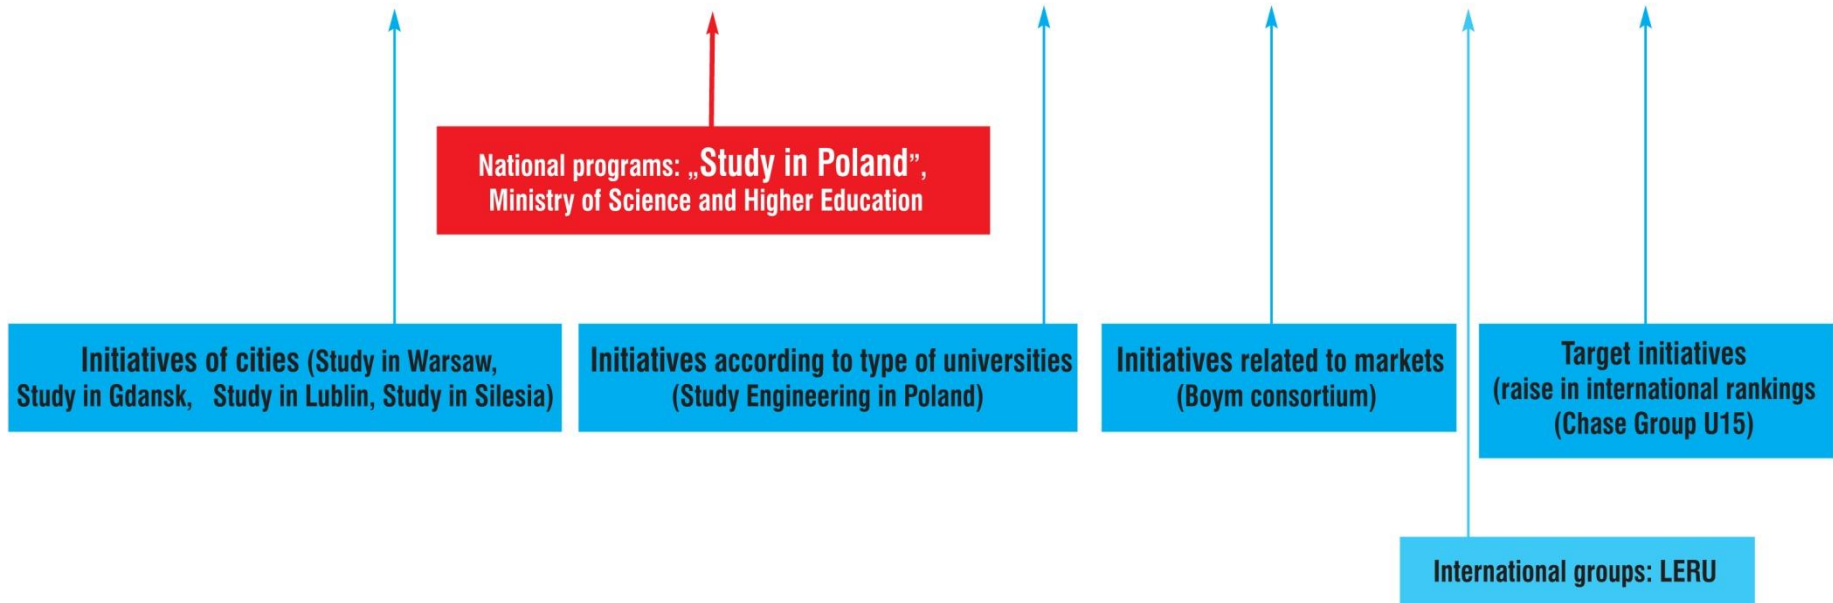 National programs: „Study in Poland”,
Ministry of Science and Higher Education
Initiatives of cities (Study in Warsaw,
Study in Gdansk, Study in Lublin, Study in Silesia)
Initiatives according to type of universities
(Study Engineering in Poland)
Initiatives related to markets
(Boym consortium)
Target initiatives
(raise in international rankings
(Chase Group U15)
International groups: LERU